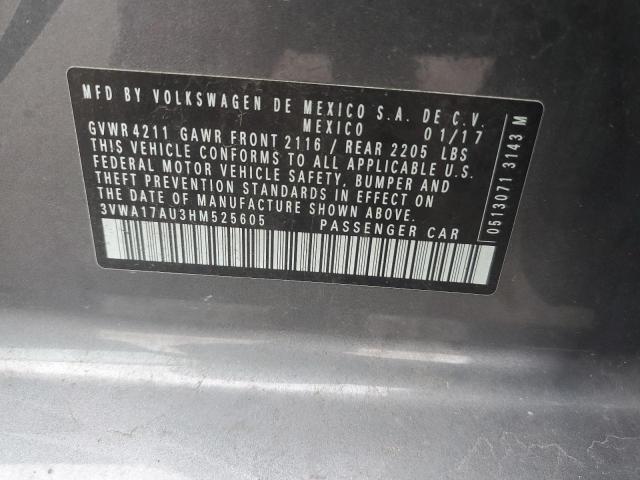 MFD BY VOLKSWAGEN DE MEXICO S.A. DE C.V.
MEXICO 01/17
GVWR 4211 GAWR FRONT 2116 / REAR 2205 LBS
THIS VEHICLE CONFORMS TO ALL APPLICABLE U.S.
FEDERAL MOTOR VEHICLE SAFETY, BUMPER AND
THEFT PREVENTION STANDARDS IN EFFECT ON
THE DATE OF MANUFACTURE SHOWN ABOVE.
3VWA17AU3HM525605 PASSENGER CAR
0513071 3143 M